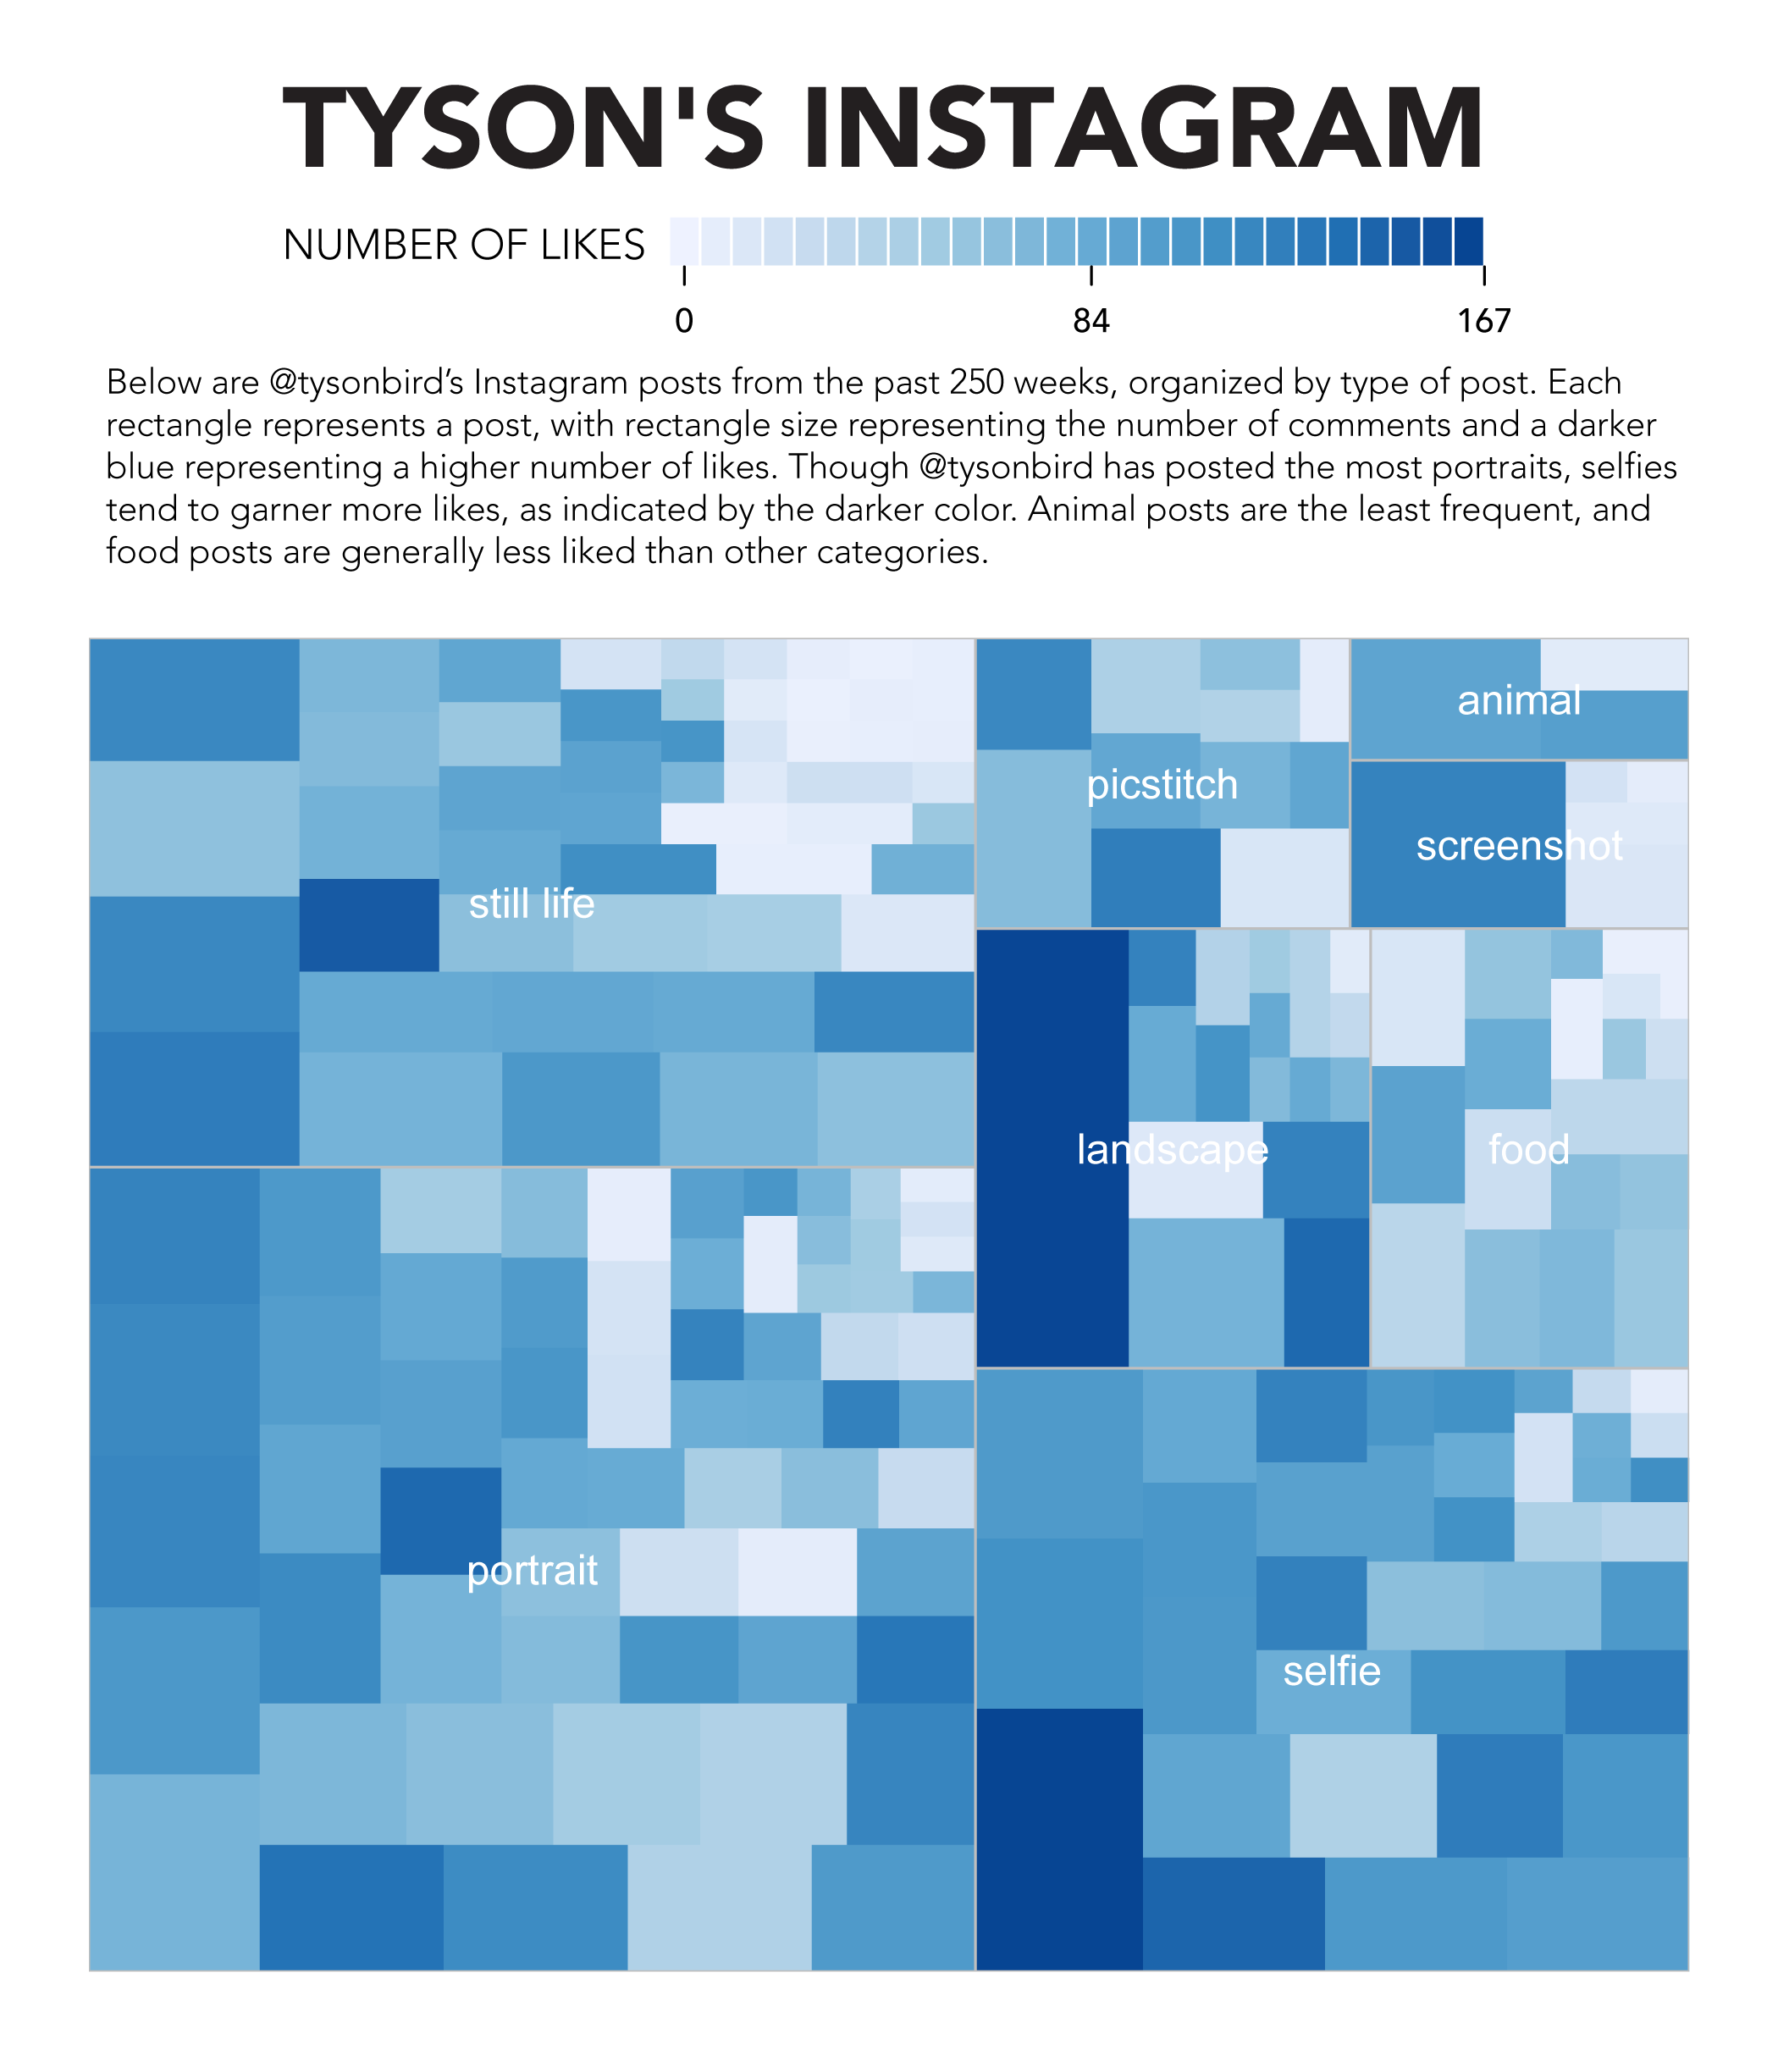 TYSON'S INSTAGRAM
NUMBER OF LIKES
0 84 167
Below are @tysonbird’s Instagram posts from the past 250 weeks, organized by type of post. Each
rectangle represents a post, with rectangle size representing the number of comments and a darker
blue representing a higher number of likes. Though @tysonbird has posted the most portraits, selfies
tend to garner more likes, as indicated by the darker color. Animal posts are the least frequent, and
food posts are generally less liked than other categories.
animal
picstitch
screenshot
still life
landscape
food
portrait
selfie